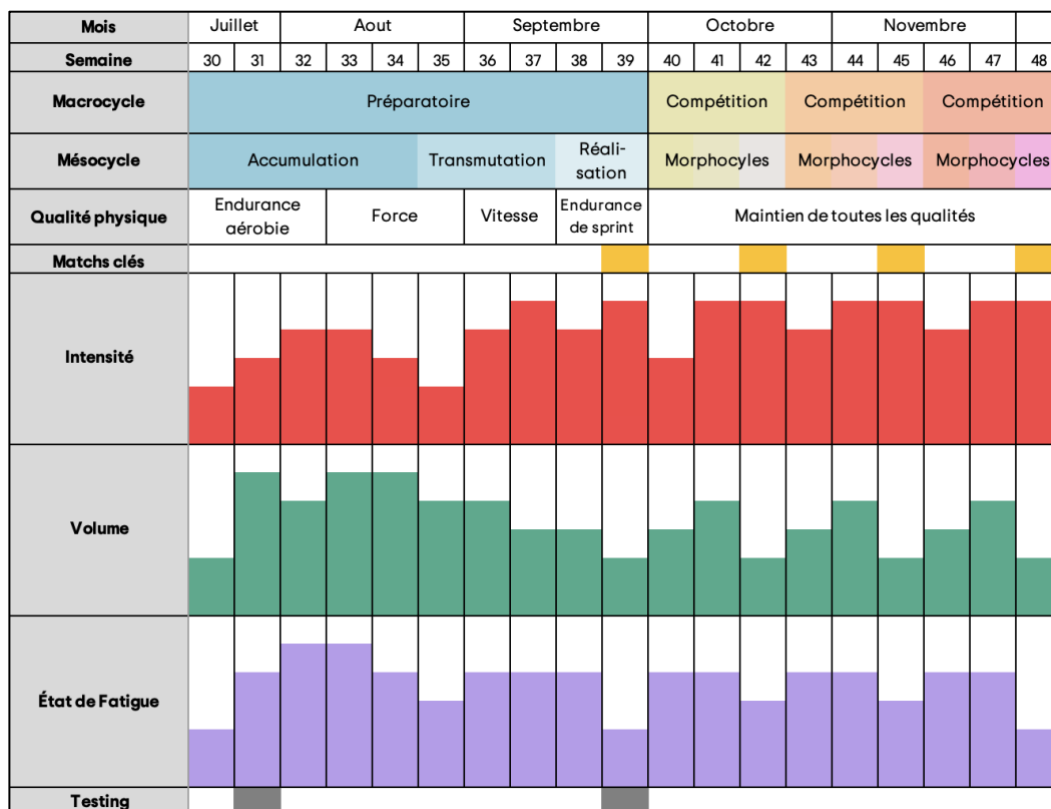 Mois Juillet Aout Septembre Octobre Novembre
Semaine 30 31 32 33 34 35 36 37 38 39 40 41 42 43 44 45 46 47 48
Macrocycle Préparatoire Compétition Compétition Compétition
Mésocycle Accumulation Transmutation Réali-
sation Morphocyles Morphocycles Morphocycles
Qualité physique Endurance
aérobie Force Vitesse Endurance
de sprint Maintien de toutes les qualités
Matchs clés
Intensité
Volume
État de Fatigue
Testing